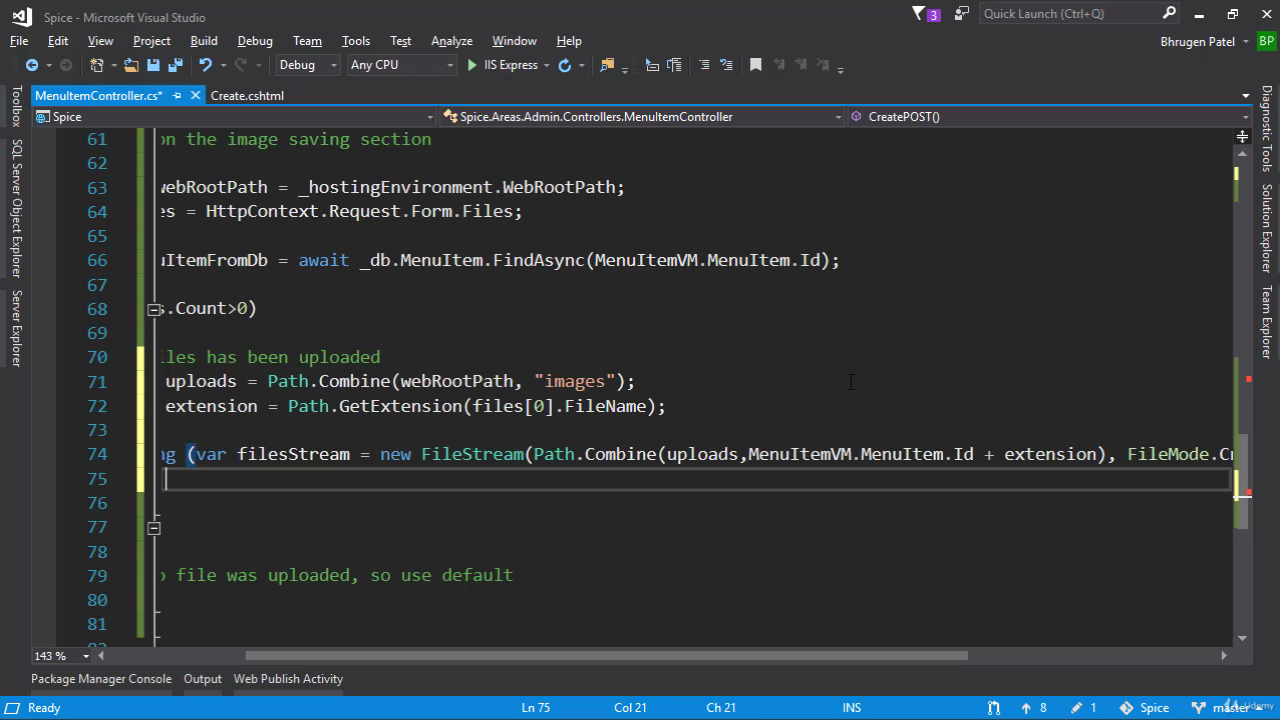 Spice - Microsoft Visual Studio
3
Quick Launch (Ctrl+Q)
File Edit View Project Build Debug Team Tools Test Analyze Window Help
Bhrugen Patel BP
Debug Any CPU IIS Express
MenuItemController.cs* Create.cshtml
Spice Spice.Areas.Admin.Controllers.MenuItemController CreatePOST()
Toolbox
SQL Server Object Explorer
Server Explorer
Diagnostic Tools
Solution Explorer
Team Explorer
61 on the image saving section
62
63 webRootPath = _hostingEnvironment.WebRootPath;
64 es = HttpContext.Request.Form.Files;
65
66 uItemFromDb = await _db.MenuItem.FindAsync(MenuItemVM.MenuItem.Id);
67
68 s.Count>0)
69
70 iles has been uploaded
71 uploads = Path.Combine(webRootPath, "images");
72 extension = Path.GetExtension(files[0].FileName);
73
74 ng (var filesStream = new FileStream(Path.Combine(uploads,MenuItemVM.MenuItem.Id + extension), FileMode.Cr
75
76
77
78
79 o file was uploaded, so use default
80
81
82
143 %
Package Manager Console Output Web Publish Activity
Ready Ln 75 Col 21 Ch 21 INS 8 1 Spice master
Udemy